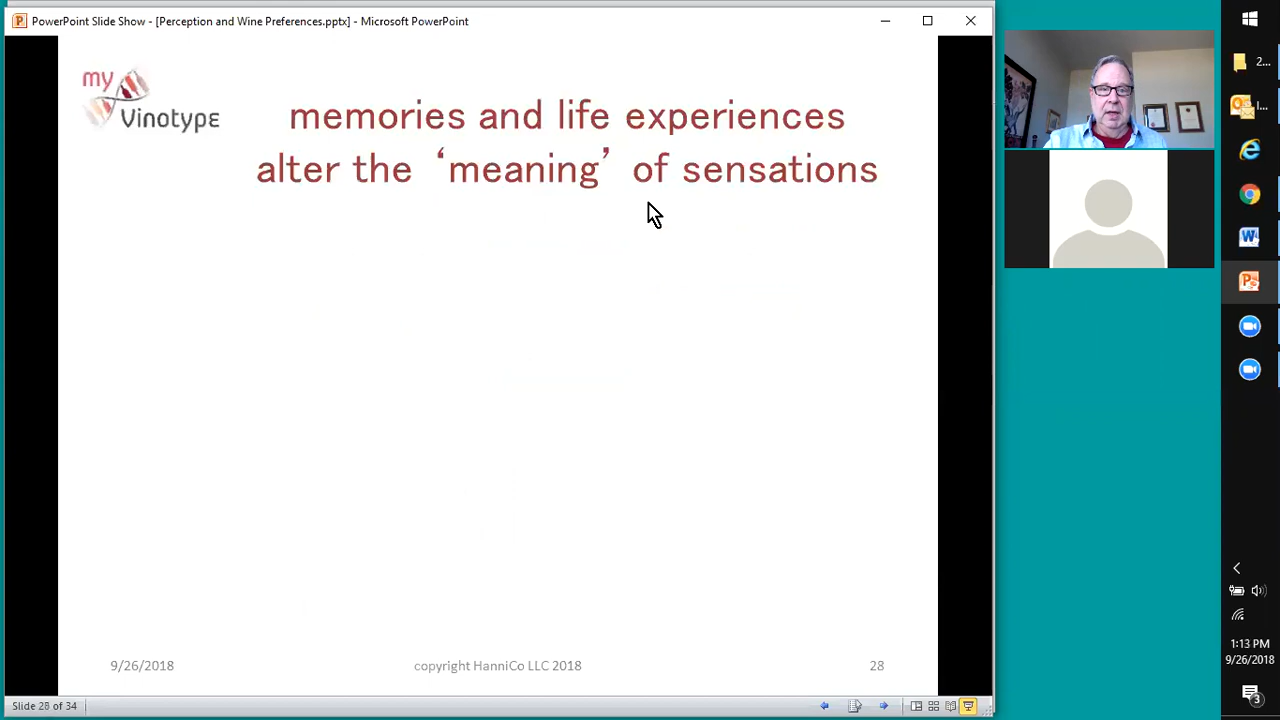 PowerPoint Slide Show - [Perception and Wine Preferences.pptx] - Microsoft PowerPoint
my
Vinotype
memories and life experiences
alter the ‘meaning’ of sensations
9/26/2018
copyright HanniCo LLC 2018
28
Slide 28 of 34
2...
I...
1:13 PM
9/26/2018
3